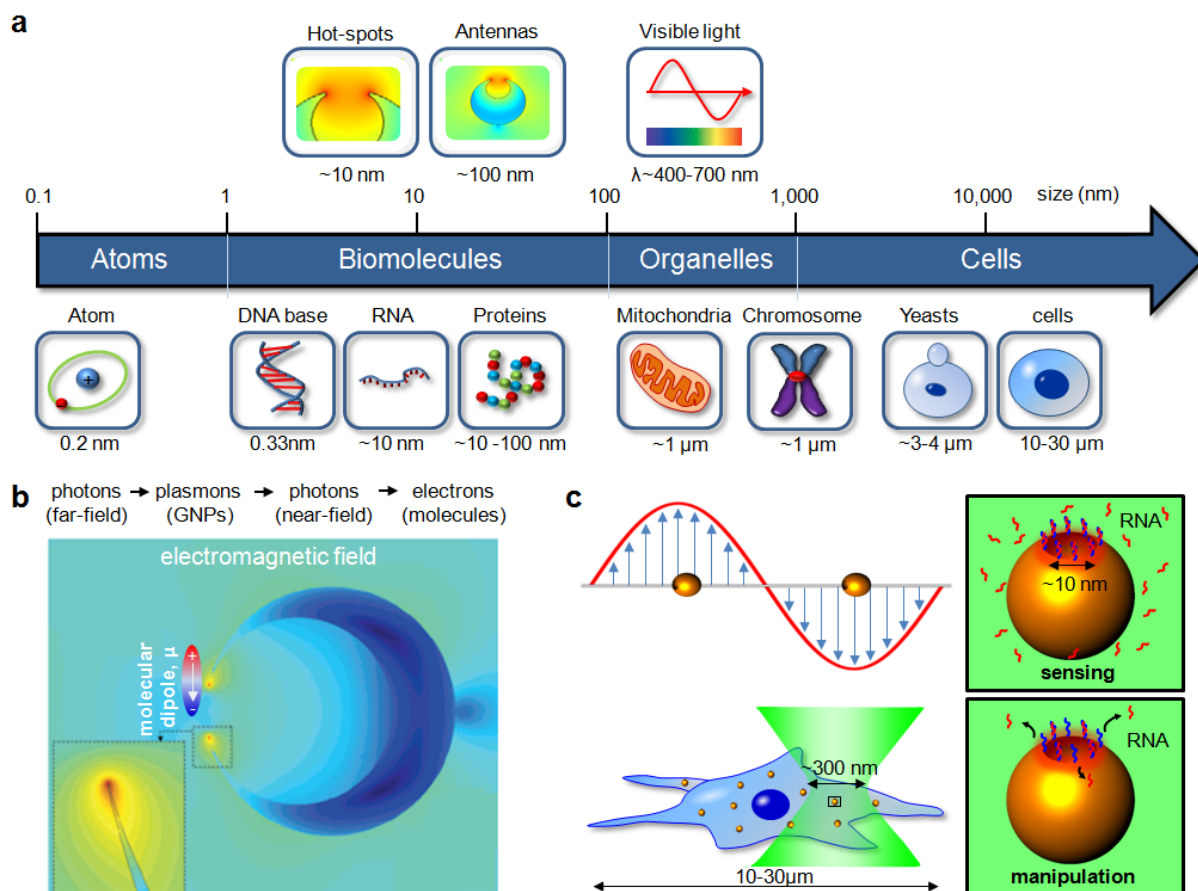 a
Hot-spots
Antennas
Visible light
~10 nm
~100 nm
λ~400-700 nm
0.1
1
10
100
1,000
10,000
size (nm)
Atoms
Biomolecules
Organelles
Cells
Atom
DNA base
RNA
Proteins
Mitochondria
Chromosome
Yeasts
cells
+
0.2 nm
0.33nm
~10 nm
~10 -100 nm
~1 µm
~1 µm
~3-4 µm
10-30 µm
b
photons
plasmons
photons
electrons
(far-field)
(GNPs)
(near-field)
(molecules)
electromagnetic field
molecular
dipole, µ
+
-
c
RNA
~10 nm
sensing
~300 nm
10-30µm
RNA
manipulation